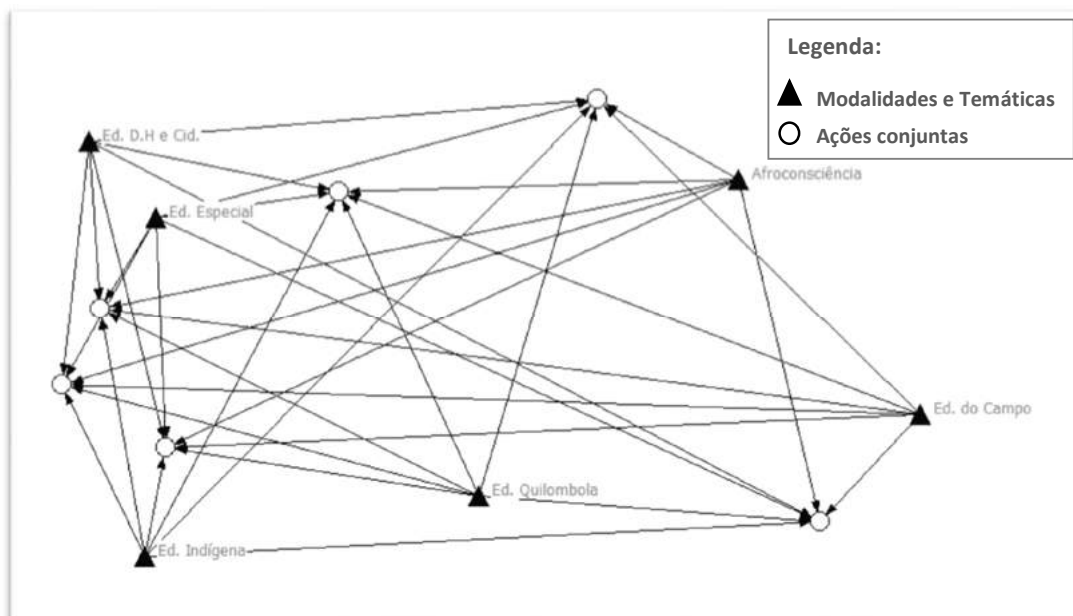 Legenda:
Modalidades e Temáticas
Ações conjuntas
Ed. D.H e Cid.
Afroconsciência
Ed. Especial
Ed. do Campo
Ed. Quilombola
Ed. Indígena